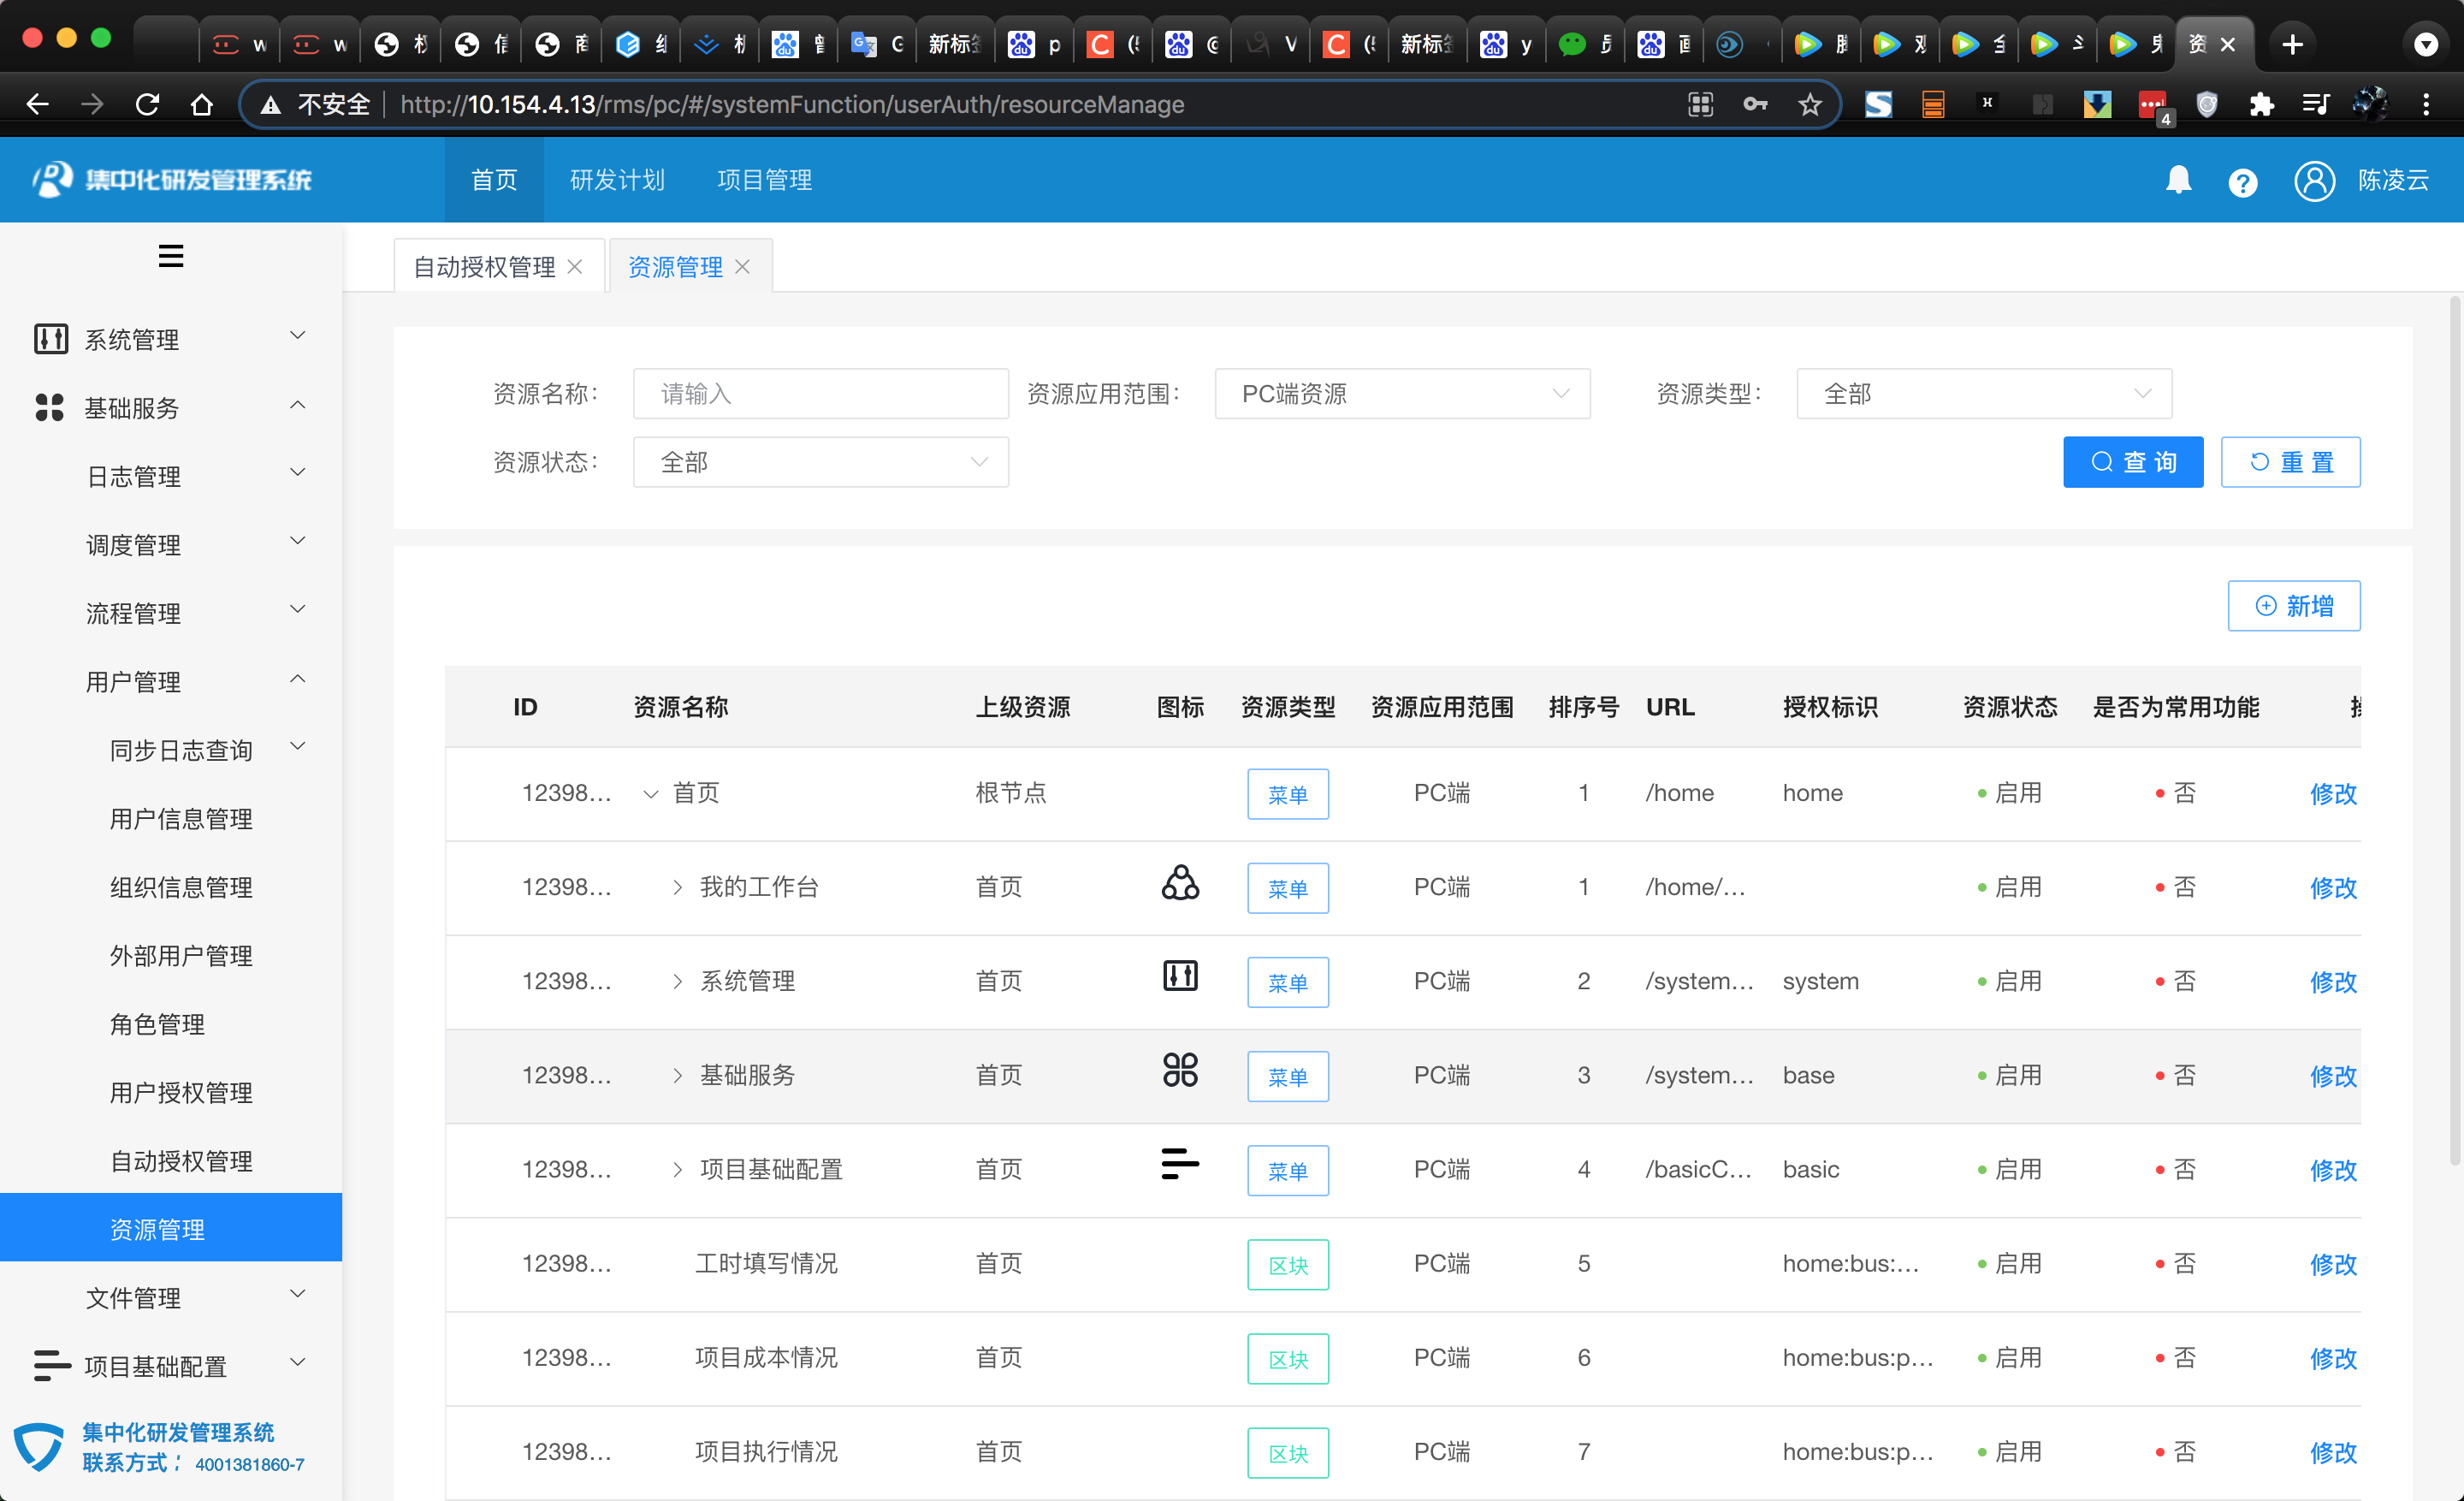 新标签
新标签
不安全 http://10.154.4.13/rms/pc/#/systemFunction/userAuth/resourceManage
4
集中化研发管理系统 首页 研发计划 项目管理 陈凌云
自动授权管理 资源管理
系统管理
基础服务
日志管理
调度管理
流程管理
用户管理
同步日志查询
用户信息管理
组织信息管理
外部用户管理
角色管理
用户授权管理
自动授权管理
资源管理
文件管理
项目基础配置
集中化研发管理系统
联系方式： 4001381860-7
资源名称： 请输入 资源应用范围： PC端资源 资源类型： 全部
资源状态： 全部 查 询 重 置
新增
ID 资源名称 上级资源 图标 资源类型 资源应用范围 排序号 URL 授权标识 资源状态 是否为常用功能
12398... 首页 根节点 菜单 PC端 1 /home home 启用 否 修改
12398... 我的工作台 首页 菜单 PC端 1 /home/... 启用 否 修改
12398... 系统管理 首页 菜单 PC端 2 /system... system 启用 否 修改
12398... 基础服务 首页 菜单 PC端 3 /system... base 启用 否 修改
12398... 项目基础配置 首页 菜单 PC端 4 /basicC... basic 启用 否 修改
12398... 工时填写情况 首页 区块 PC端 5 home:bus:... 启用 否 修改
12398... 项目成本情况 首页 区块 PC端 6 home:bus:p... 启用 否 修改
12398... 项目执行情况 首页 区块 PC端 7 home:bus:p... 启用 否 修改